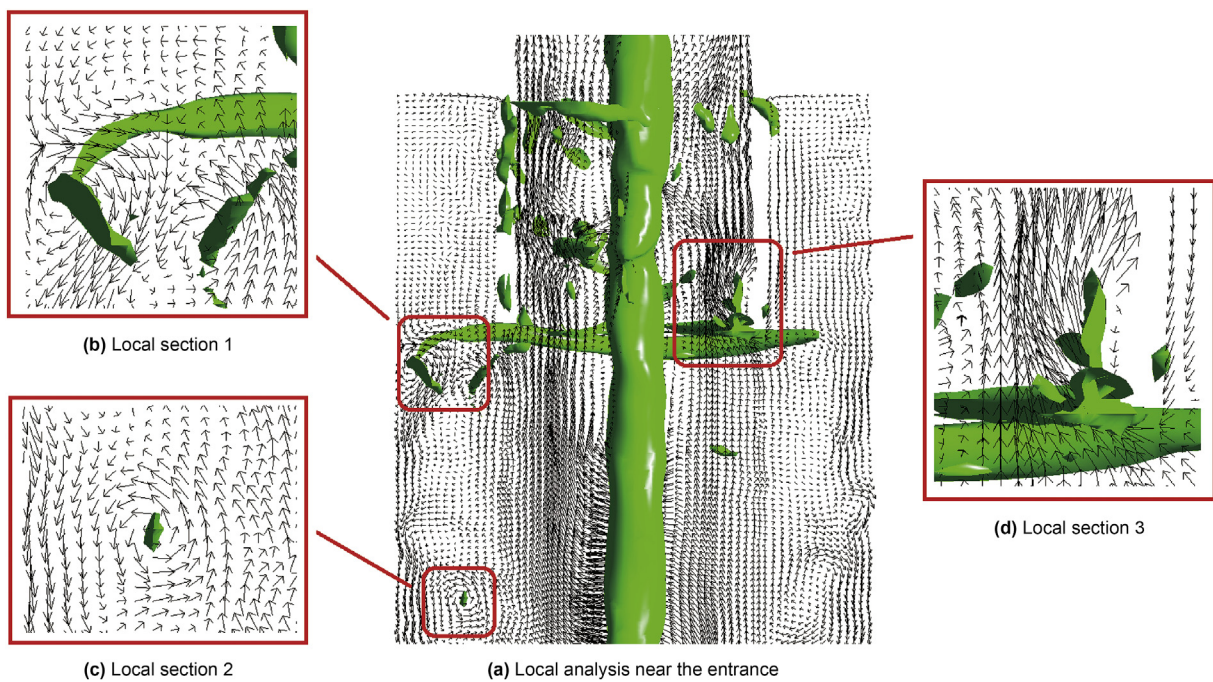 (b) Local section 1
(d) Local section 3
(c) Local section 2
(a) Local analysis near the entrance